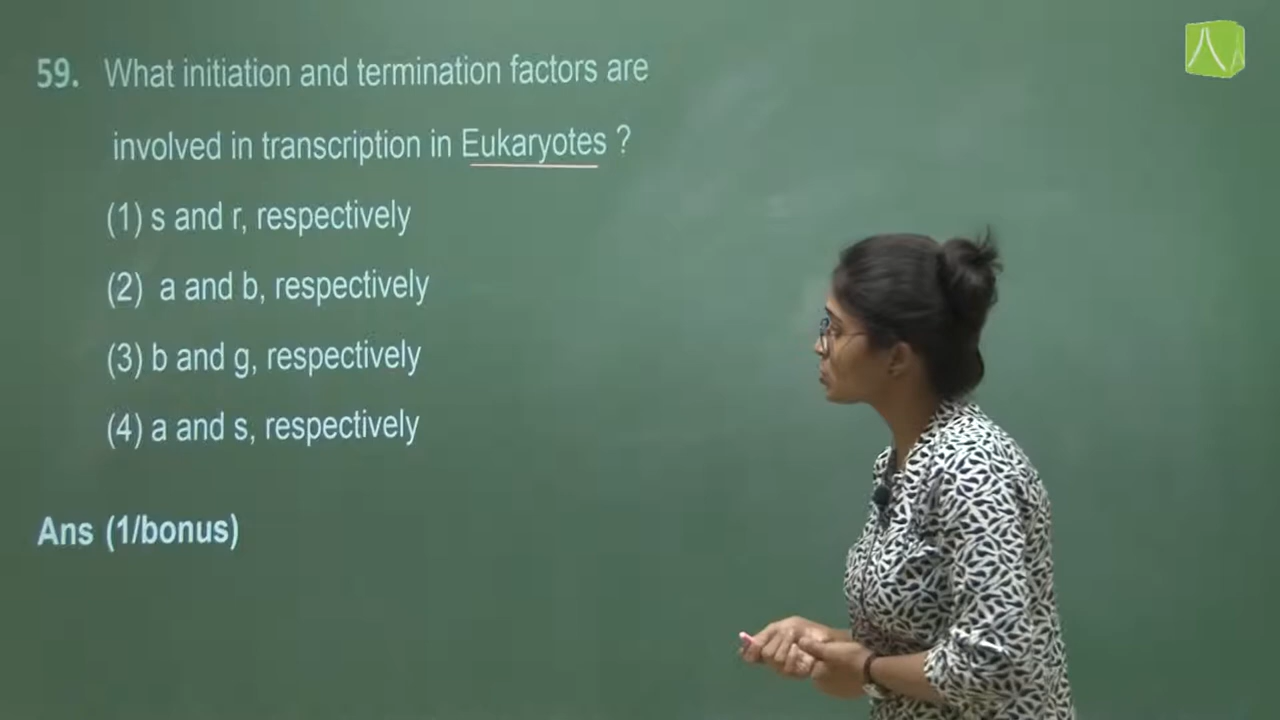 59. What initiation and termination factors are
involved in transcription in Eukaryotes ?
(1) s and r, respectively
(2) a and b, respectively
(3) b and g, respectively
(4) a and s, respectively
Ans (1/bonus)